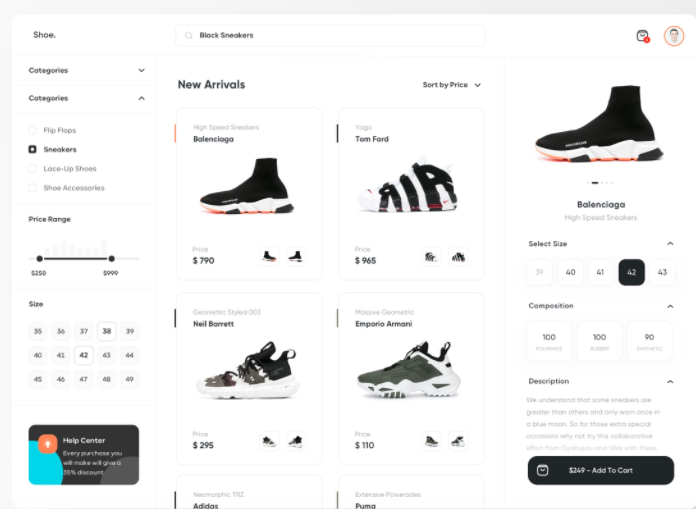 Shoe.
Black Sneakers
Categories
Categories
Flip Flops
Sneakers
Lace-Up Shoes
Shoe Accessories
Price Range
$250 $999
Size
35 36 37 38 39
40 41 42 43 44
45 46 47 48 49
Help Center
Every purchase you
will make will give a
35% discount
New Arrivals
Sort by Price
High Speed Sneakers
Balenciaga
Price
$ 790
Yoga
Tom Ford
Price
$ 965
Geometric Styled 003
Neil Barrett
Price
$ 295
Massive Geometric
Emporio Armani
Price
$ 110
Neomorphic TRZ
Adidas
Extensive Powerades
Puma
Balenciaga
High Speed Sneakers
Select Size
39 40 41 42 43
Composition
100 100 90
POLYAMIDE RUBBER SYNTHETIC
Description
We understand that some sneakers are
greater than others and only worn once in
a blue moon. So for those extra special
occasions why not try this collaborative
effort from Gyakusou and Nike with these
$249 - Add To Cart